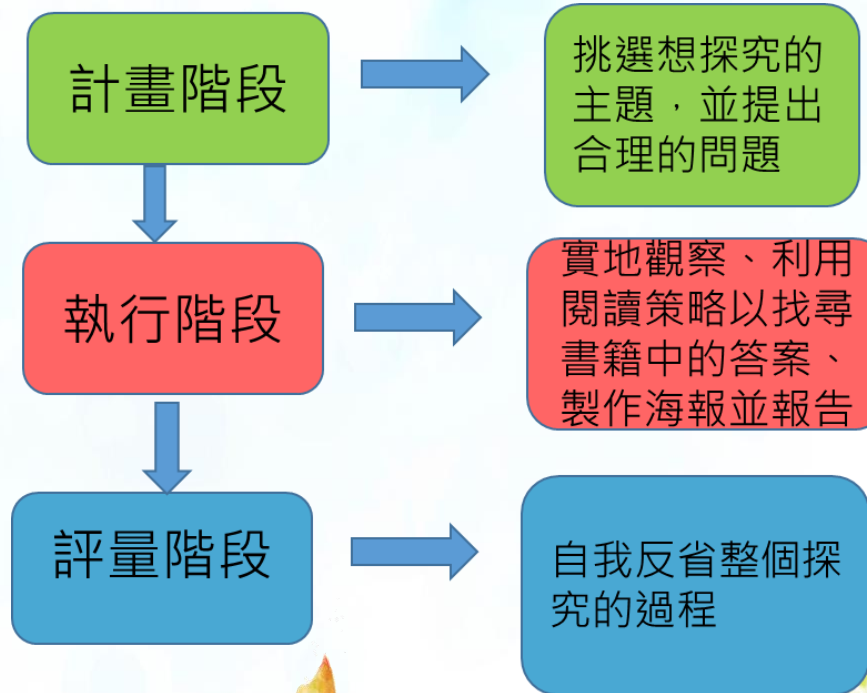 計畫階段
挑選想探究的
主題，並提出
合理的問題
執行階段
實地觀察、利用
閱讀策略以找尋
書籍中的答案、
製作海報並報告
評量階段
自我反省整個探
究的過程